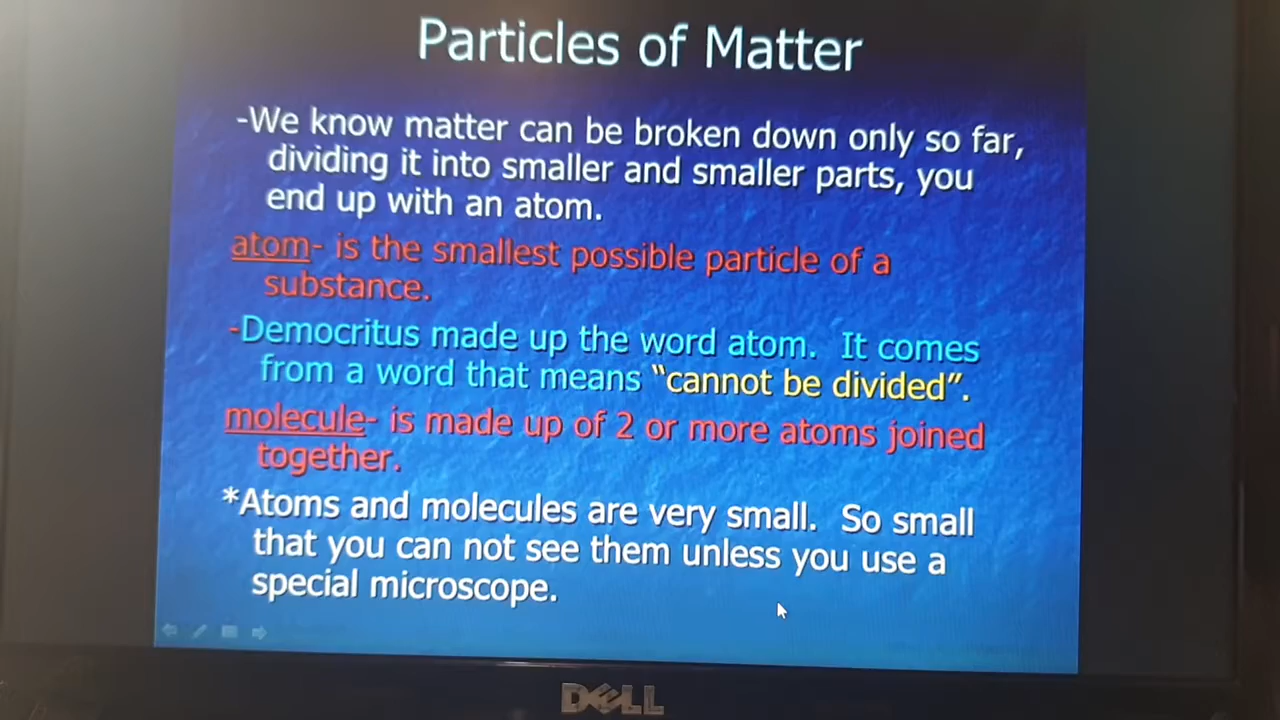 Particles of Matter
-We know matter can be broken down only so far,
dividing it into smaller and smaller parts, you
end up with an atom.
atom- is the smallest possible particle of a
substance.
-Democritus made up the word atom. It comes
from a word that means “cannot be divided”.
molecule- is made up of 2 or more atoms joined
together.
*Atoms and molecules are very small. So small
that you can not see them unless you use a
special microscope.
DELL